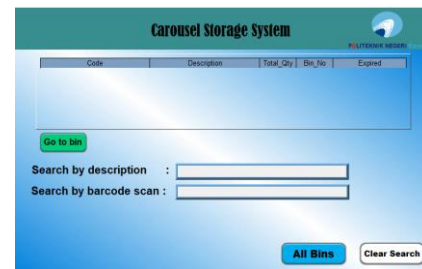 Carousel Storage System
POLITEKNIK NEGERI
Code Description Total_Qty Bin_No Expired
Go to bin
Search by description :
Search by barcode scan :
All Bins Clear Search